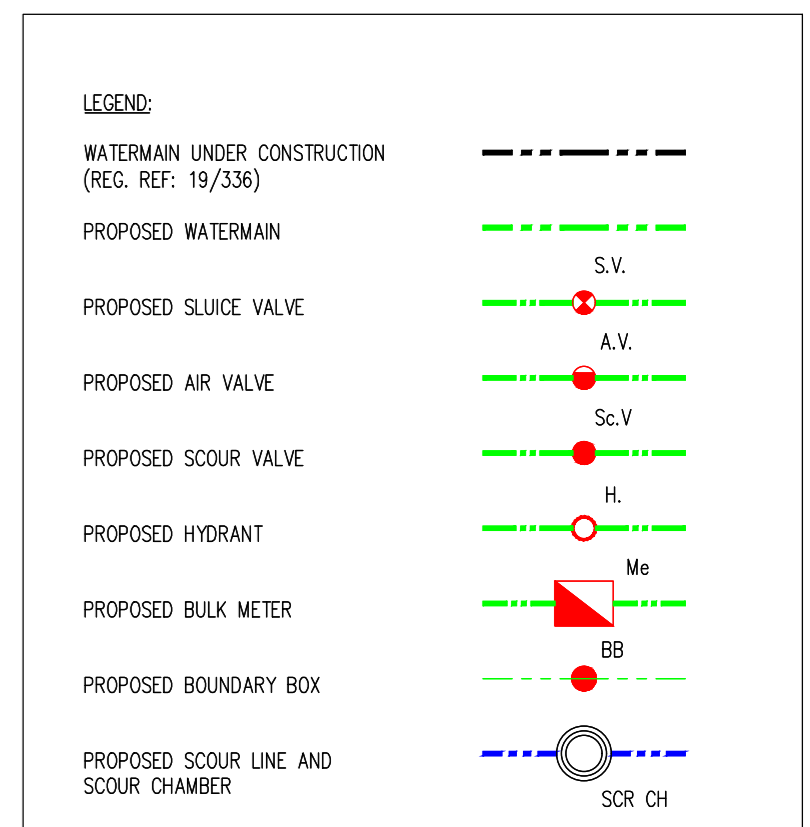 LEGEND:
WATERMAIN UNDER CONSTRUCTION
(REG. REF: 19/336)
PROPOSED WATERMAIN
S.V.
PROPOSED SLUICE VALVE
A.V.
PROPOSED AIR VALVE
Sc.V
PROPOSED SCOUR VALVE
H.
PROPOSED HYDRANT
Me
PROPOSED BULK METER
BB
PROPOSED BOUNDARY BOX
PROPOSED SCOUR LINE AND
SCOUR CHAMBER
SCR CH